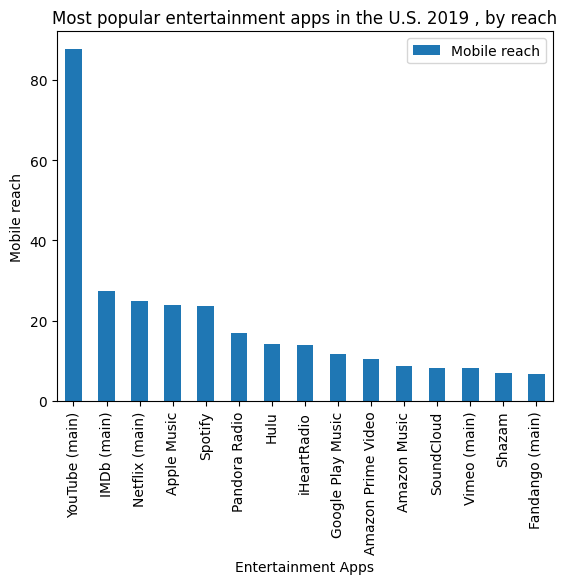 Most popular entertainment apps in the U.S. 2019 , by reach
Mobile reach
Mobile reach
80
60
40
20
0
YouTube (main)
IMDb (main)
Netflix (main)
Apple Music
Spotify
Pandora Radio
Hulu
iHeartRadio
Google Play Music
Amazon Prime Video
Amazon Music
SoundCloud
Vimeo (main)
Shazam
Fandango (main)
Entertainment Apps